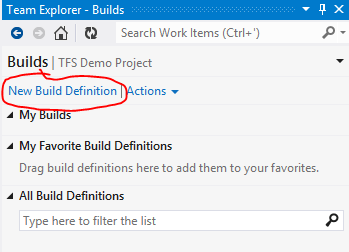 Team Explorer - Builds
Search Work Items (Ctrl+')
Builds | TFS Demo Project
New Build Definition | Actions
My Builds
My Favorite Build Definitions
Drag build definitions here to add them to your favorites.
All Build Definitions
Type here to filter the list